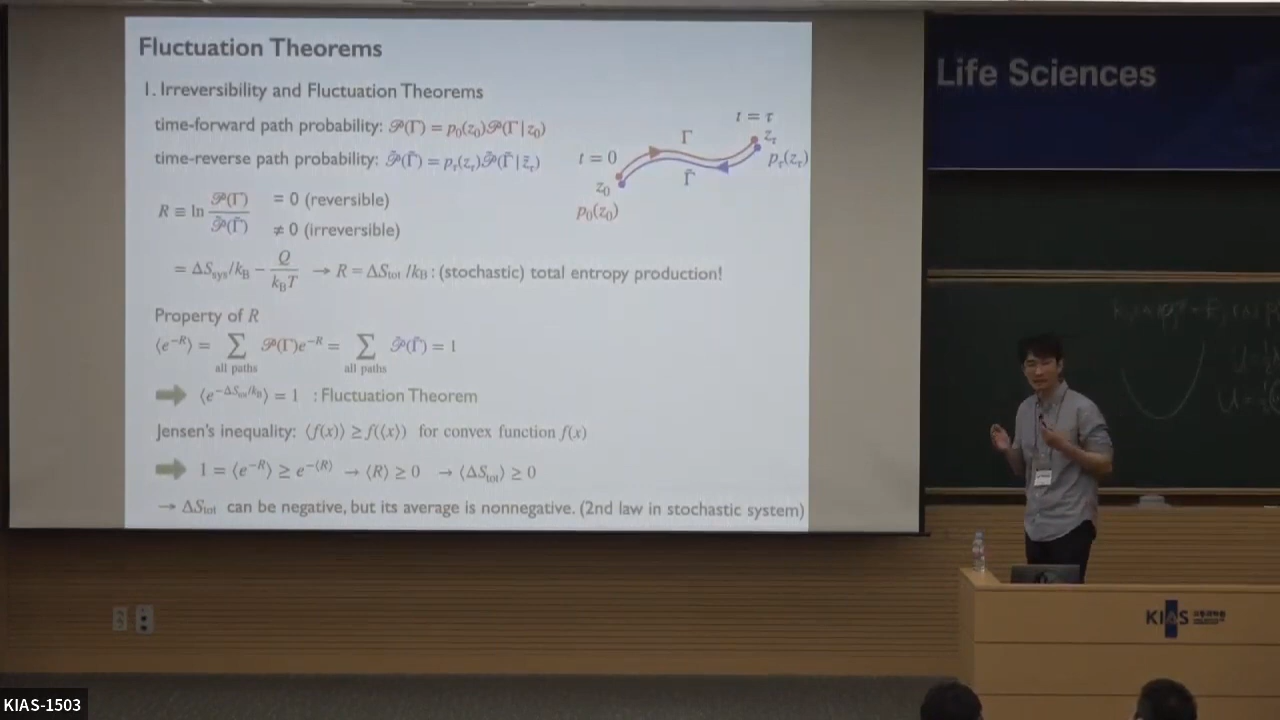 Fluctuation Theorems
1. Irreversibility and Fluctuation Theorems
time-forward path probability: 𝒫(Γ) = p₀(z₀)𝒫(Γ|z₀)
time-reverse path probability: 𝒫̃(Γ̃) = p_τ(z_τ)𝒫̃(Γ̃|z̃_τ)
t = 0
z₀
p₀(z₀)
Γ
Γ̃
t = τ
z_τ
p_τ(z_τ)
R ≡ ln 𝒫(Γ)/𝒫̃(Γ̃) = 0 (reversible)
≠ 0 (irreversible)
= ΔS_sys/k_B − Q/k_BT → R = ΔS_tot/k_B : (stochastic) total entropy production!
Property of R
⟨e^{−R}⟩ = ∑ 𝒫(Γ)e^{−R} = ∑ 𝒫̃(Γ̃) = 1
all paths all paths
⟨e^{−ΔS_tot/k_B}⟩ = 1 : Fluctuation Theorem
Jensen's inequality: ⟨f(x)⟩ ≥ f(⟨x⟩) for convex function f(x)
1 = ⟨e^{−R}⟩ ≥ e^{−⟨R⟩} → ⟨R⟩ ≥ 0 → ⟨ΔS_tot⟩ ≥ 0
→ ΔS_tot can be negative, but its average is nonnegative. (2nd law in stochastic system)
Life Sciences
KIAS
KIAS-1503